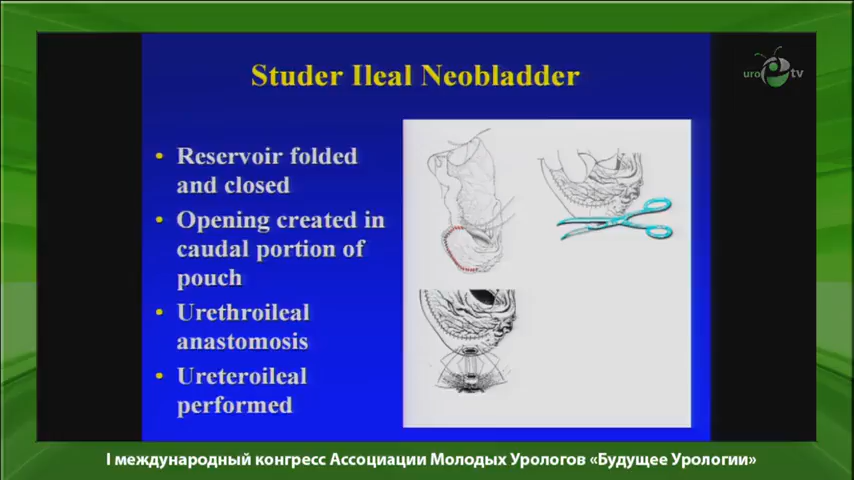 Studer Ileal Neobladder
uro tv
• Reservoir folded
and closed
• Opening created in
caudal portion of
pouch
• Urethroileal
anastomosis
• Ureteroileal
performed
I международный конгресс Ассоциации Молодых Урологов «Будущее Урологии»